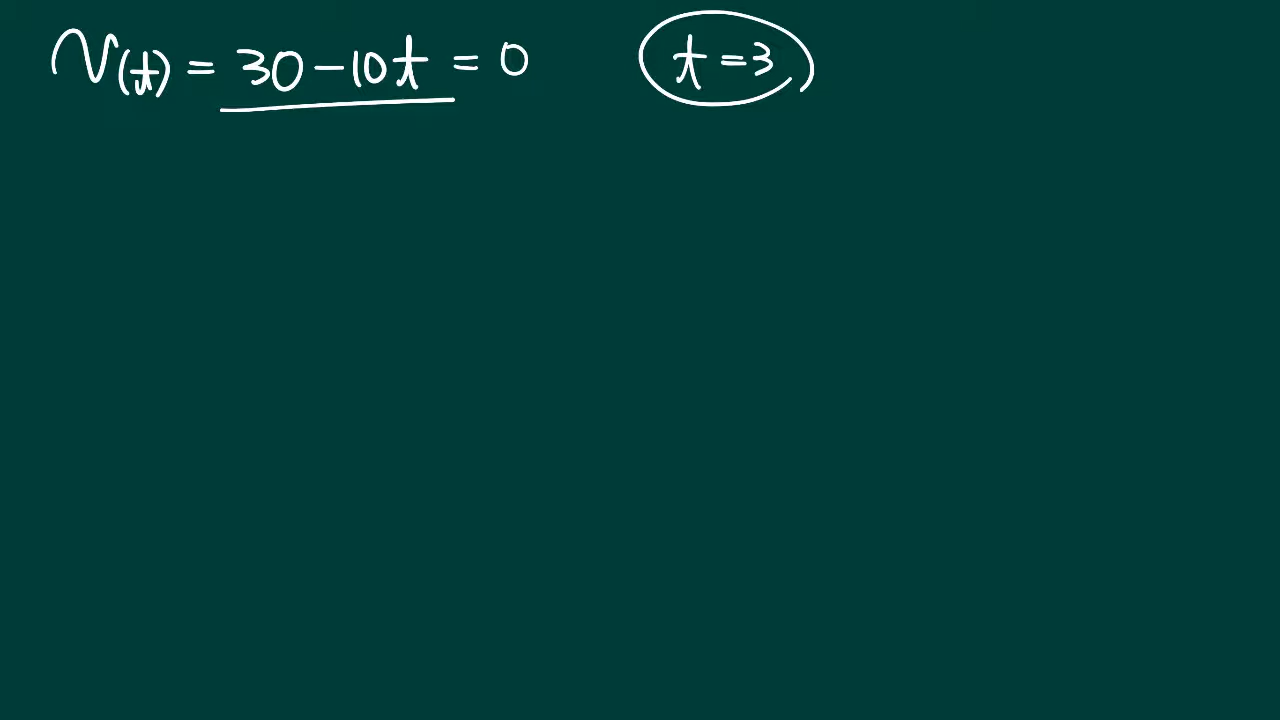 v(t) = 30 - 10t = 0 t = 3